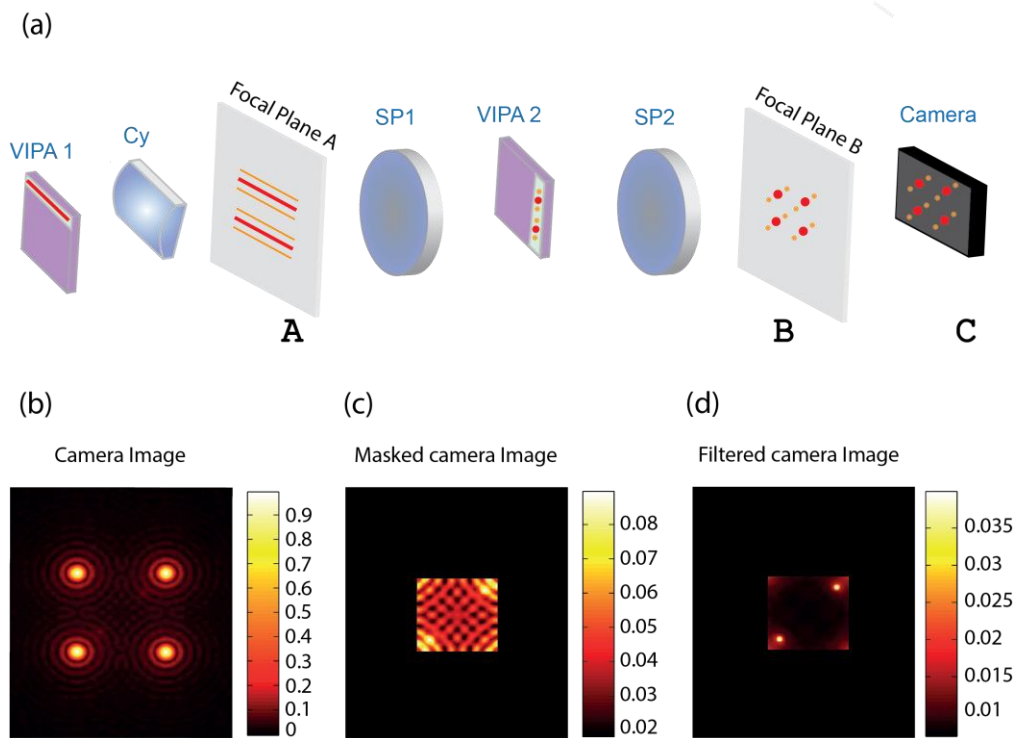 (a)
VIPA 1
Cy
Focal Plane A
SP1
VIPA 2
SP2
Focal Plane B
Camera
A
B
C
(b)
(c)
(d)
Camera Image
Masked camera Image
Filtered camera Image
0.9
0.8
0.7
0.6
0.5
0.4
0.3
0.2
0.1
0
0.08
0.07
0.06
0.05
0.04
0.03
0.02
0.035
0.03
0.025
0.02
0.015
0.01